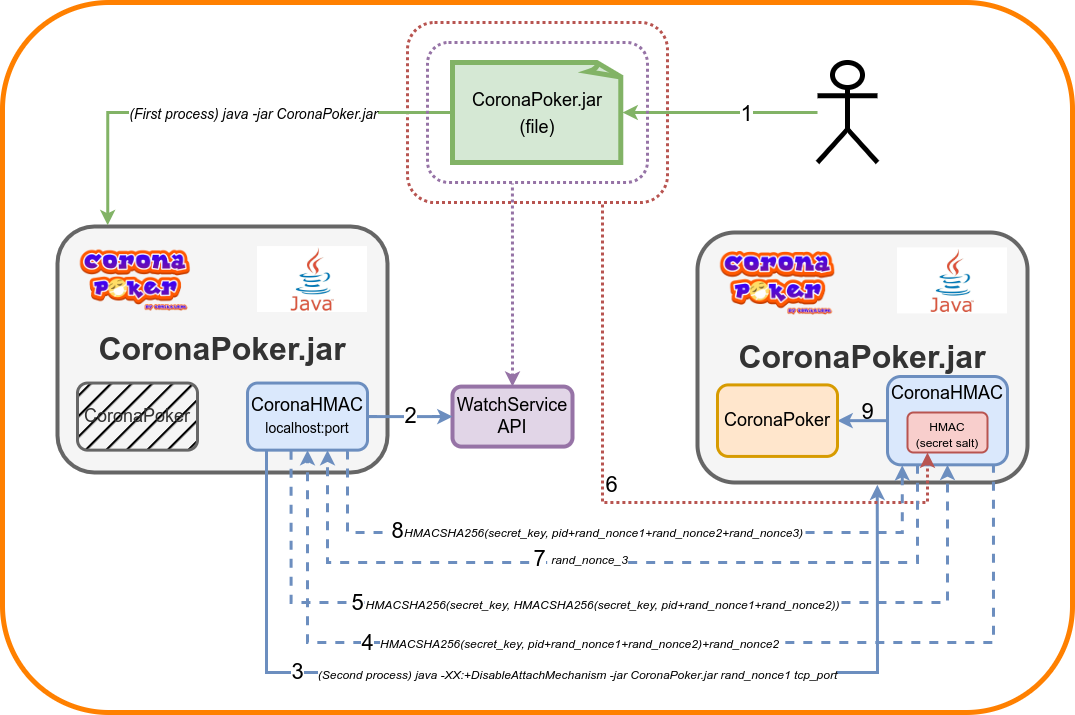 CoronaPoker.jar
(file)
1
(First process) java -jar CoronaPoker.jar
corona
poker
Java
CoronaPoker.jar
CoronaPoker
CoronaHMAC
localhost:port
2
WatchService
API
corona
poker
Java
CoronaPoker.jar
CoronaPoker
9
CoronaHMAC
HMAC
(secret salt)
6
8 HMACSHA256(secret_key, pid+rand_nonce1+rand_nonce2+rand_nonce3)
7 rand_nonce_3
5 HMACSHA256(secret_key, HMACSHA256(secret_key, pid+rand_nonce1+rand_nonce2))
4 HMACSHA256(secret_key, pid+rand_nonce1+rand_nonce2)+rand_nonce2
3 (Second process) java -XX:+DisableAttachMechanism -jar CoronaPoker.jar rand_nonce1 tcp_port